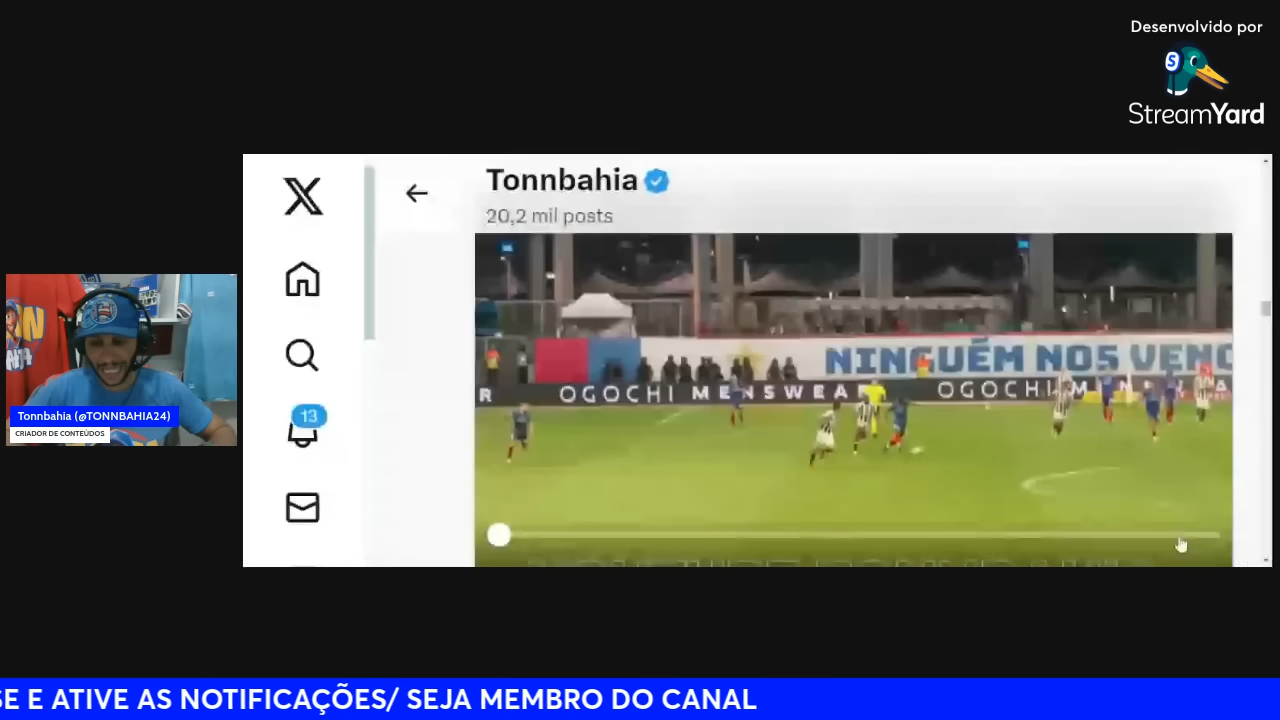 Desenvolvido por
StreamYard
Tonnbahia
20,2 mil posts
NINGUÉM NOS VENC
R OGOCHI MENSWEAR OGOCHI
13
Tonnbahia (@TONNBAHIA24)
CRIADOR DE CONTEÚDOS
SE E ATIVE AS NOTIFICAÇÕES/ SEJA MEMBRO DO CANAL